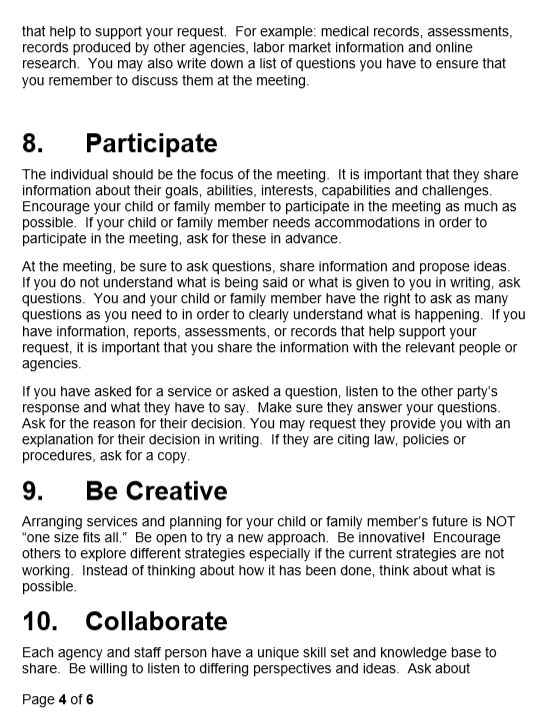 that help to support your request.  For example: medical records, assessments,
records produced by other agencies, labor market information and online
research.  You may also write down a list of questions you have to ensure that
you remember to discuss them at the meeting.
8. Participate
The individual should be the focus of the meeting.  It is important that they share
information about their goals, abilities, interests, capabilities and challenges.
Encourage your child or family member to participate in the meeting as much as
possible.  If your child or family member needs accommodations in order to
participate in the meeting, ask for these in advance.
At the meeting, be sure to ask questions, share information and propose ideas.
If you do not understand what is being said or what is given to you in writing, ask
questions.  You and your child or family member have the right to ask as many
questions as you need to in order to clearly understand what is happening.  If you
have information, reports, assessments, or records that help support your
request, it is important that you share the information with the relevant people or
agencies.
If you have asked for a service or asked a question, listen to the other party’s
response and what they have to say.  Make sure they answer your questions.
Ask for the reason for their decision. You may request they provide you with an
explanation for their decision in writing.  If they are citing law, policies or
procedures, ask for a copy.
9. Be Creative
Arranging services and planning for your child or family member’s future is NOT
“one size fits all.”  Be open to try a new approach.  Be innovative!  Encourage
others to explore different strategies especially if the current strategies are not
working.  Instead of thinking about how it has been done, think about what is
possible.
10. Collaborate
Each agency and staff person have a unique skill set and knowledge base to
share.  Be willing to listen to differing perspectives and ideas.  Ask about
Page 4 of 6